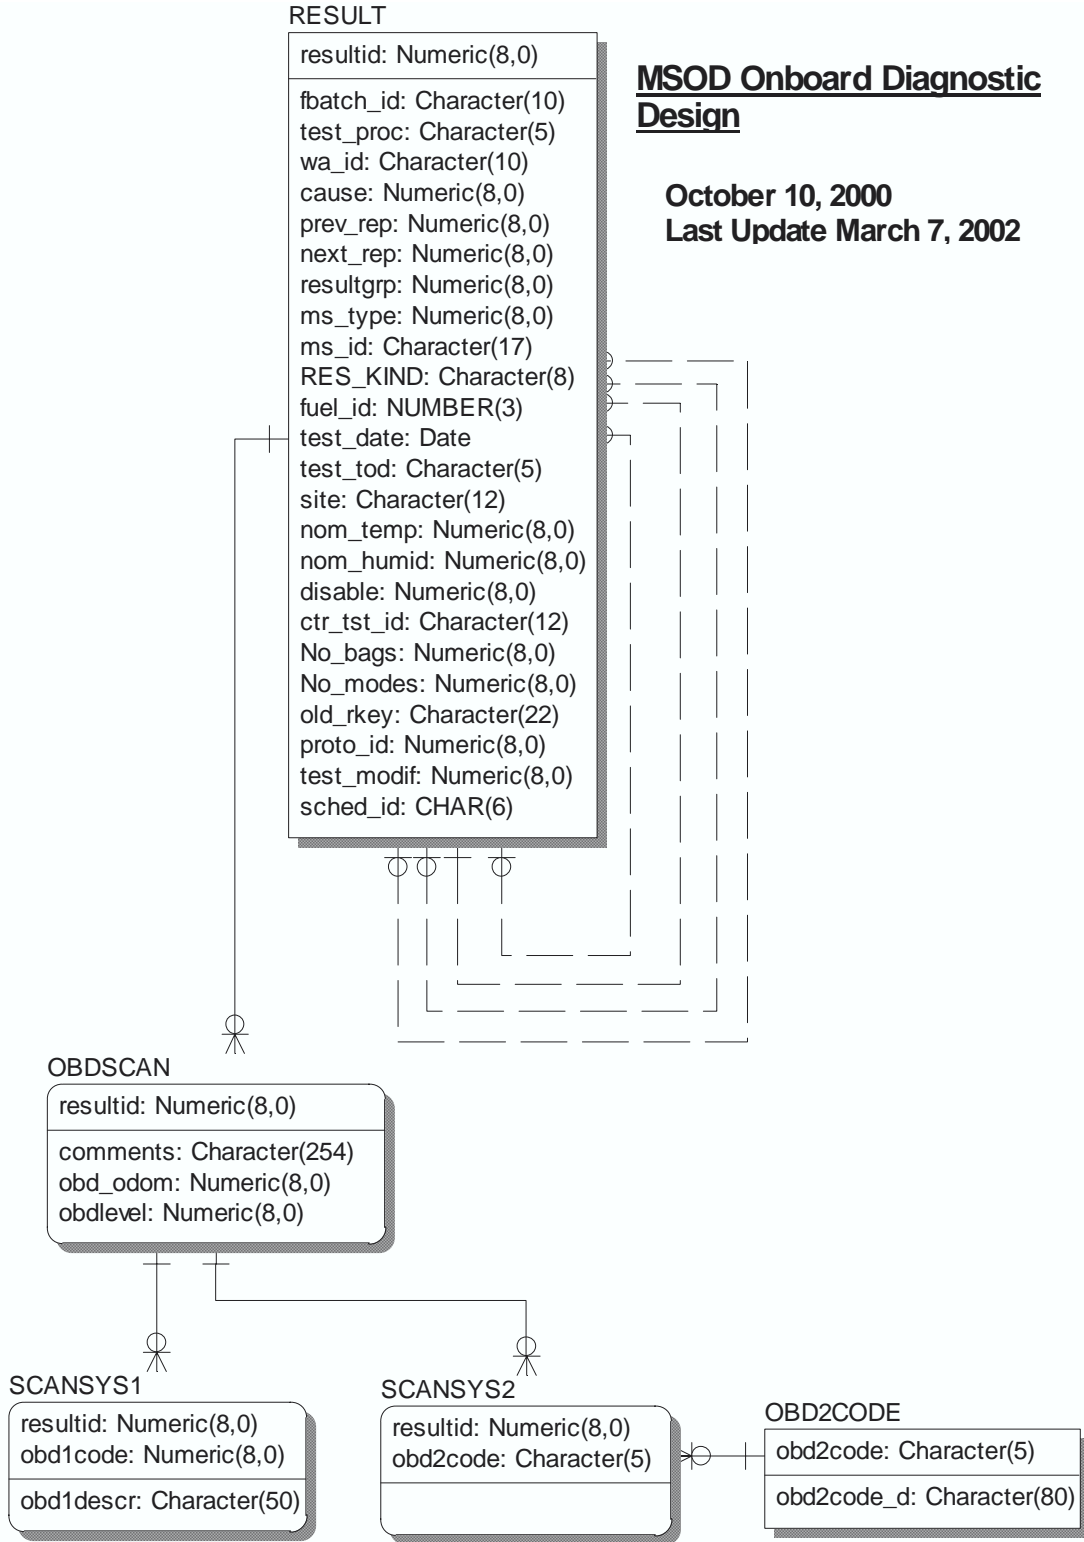 RESULT
resultid: Numeric(8,0)
fbatch_id: Character(10)
test_proc: Character(5)
wa_id: Character(10)
cause: Numeric(8,0)
prev_rep: Numeric(8,0)
next_rep: Numeric(8,0)
resultgrp: Numeric(8,0)
ms_type: Numeric(8,0)
ms_id: Character(17)
RES_KIND: Character(8)
fuel_id: NUMBER(3)
test_date: Date
test_tod: Character(5)
site: Character(12)
nom_temp: Numeric(8,0)
nom_humid: Numeric(8,0)
disable: Numeric(8,0)
ctr_tst_id: Character(12)
No_bags: Numeric(8,0)
No_modes: Numeric(8,0)
old_rkey: Character(22)
proto_id: Numeric(8,0)
test_modif: Numeric(8,0)
sched_id: CHAR(6)
MSOD Onboard Diagnostic
Design
October 10, 2000
Last Update March 7, 2002
OBDSCAN
resultid: Numeric(8,0)
comments: Character(254)
obd_odom: Numeric(8,0)
obdlevel: Numeric(8,0)
SCANSYS1
resultid: Numeric(8,0)
obd1code: Numeric(8,0)
obd1descr: Character(50)
SCANSYS2
resultid: Numeric(8,0)
obd2code: Character(5)
OBD2CODE
obd2code: Character(5)
obd2code_d: Character(80)